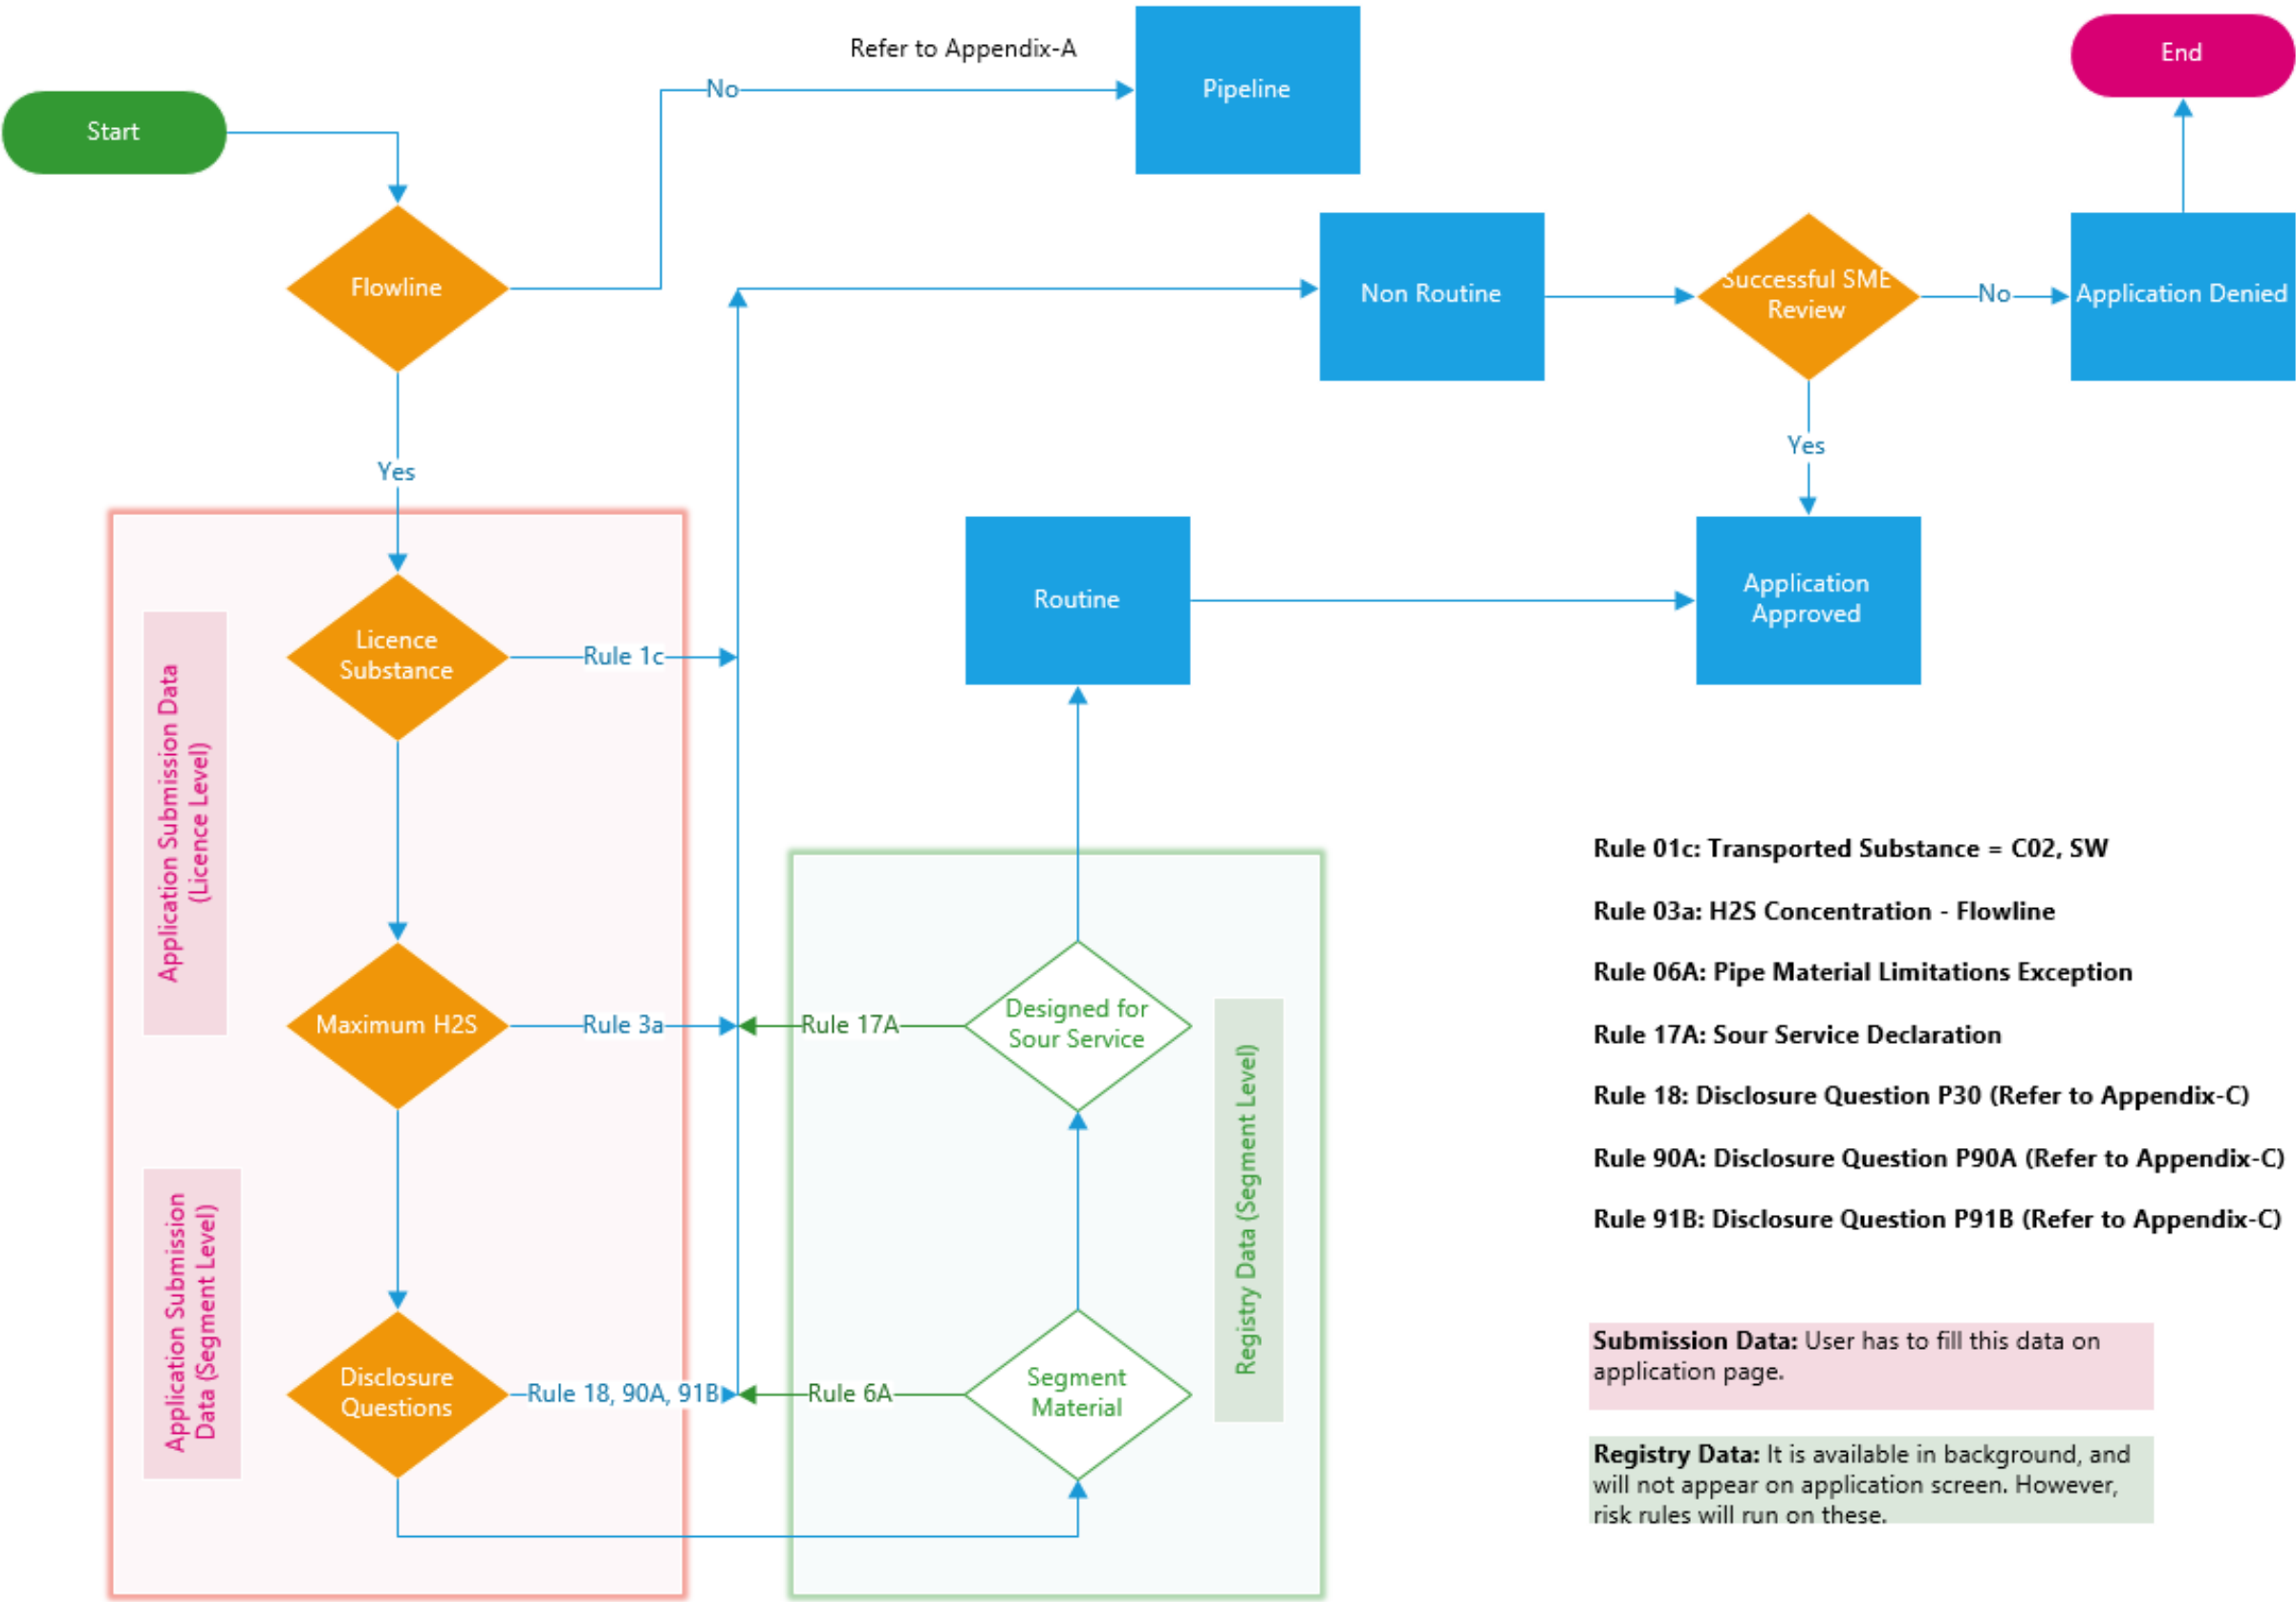 Refer to Appendix-A
End
Pipeline
No
Start
Flowline
Non Routine
Successful SME
Review
No
Application Denied
Yes
Yes
Routine
Application
Approved
Licence
Substance
Rule 1c
Application Submission Data
(Licence Level)
Maximum H2S
Rule 3a
Rule 17A
Designed for
Sour Service
Registry Data (Segment Level)
Application Submission
Data (Segment Level)
Disclosure
Questions
Rule 18, 90A, 91B
Rule 6A
Segment
Material
Rule 01c: Transported Substance = C02, SW
Rule 03a: H2S Concentration - Flowline
Rule 06A: Pipe Material Limitations Exception
Rule 17A: Sour Service Declaration
Rule 18: Disclosure Question P30 (Refer to Appendix-C)
Rule 90A: Disclosure Question P90A (Refer to Appendix-C)
Rule 91B: Disclosure Question P91B (Refer to Appendix-C)
Submission Data: User has to fill this data on
application page.
Registry Data: It is available in background, and
will not appear on application screen. However,
risk rules will run on these.